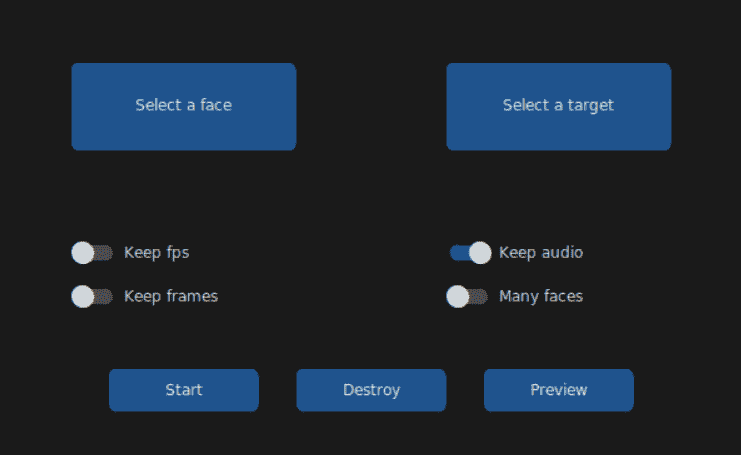 Select a face
Select a target
Keep fps
Keep audio
Keep frames
Many faces
Start
Destroy
Preview